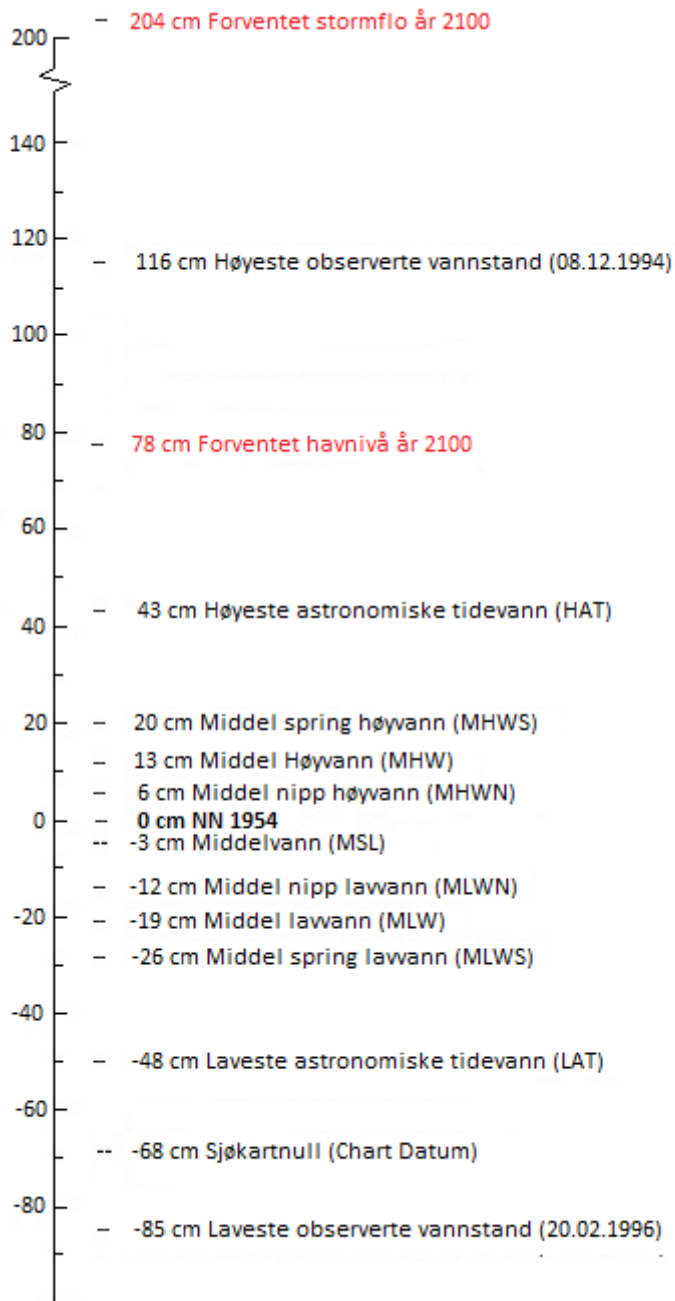 204 cm Forventet stormflo år 2100
200
140
120
116 cm Høyeste observerte vannstand (08.12.1994)
100
80
78 cm Forventet havnivå år 2100
60
43 cm Høyeste astronomiske tidevann (HAT)
40
20
20 cm Middel spring høyvann (MHWS)
13 cm Middel Høyvann (MHW)
6 cm Middel nipp høyvann (MHWN)
0
0 cm NN 1954
-3 cm Middelvann (MSL)
-12 cm Middel nipp lavvann (MLWN)
-20
-19 cm Middel lavvann (MLW)
-26 cm Middel spring lavvann (MLWS)
-40
-48 cm Laveste astronomiske tidevann (LAT)
-60
-68 cm Sjøkartnull (Chart Datum)
-80
-85 cm Laveste observerte vannstand (20.02.1996)